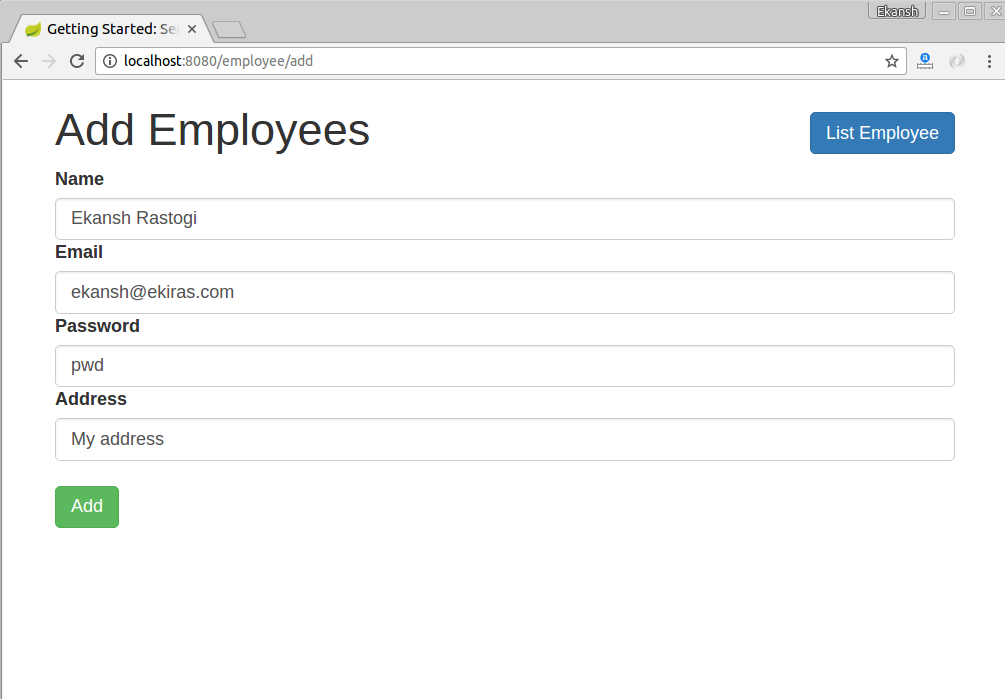 Ekansh
Getting Started: Se
localhost:8080/employee/add
Add Employees
List Employee
Name
Ekansh Rastogi
Email
ekansh@ekiras.com
Password
pwd
Address
My address
Add